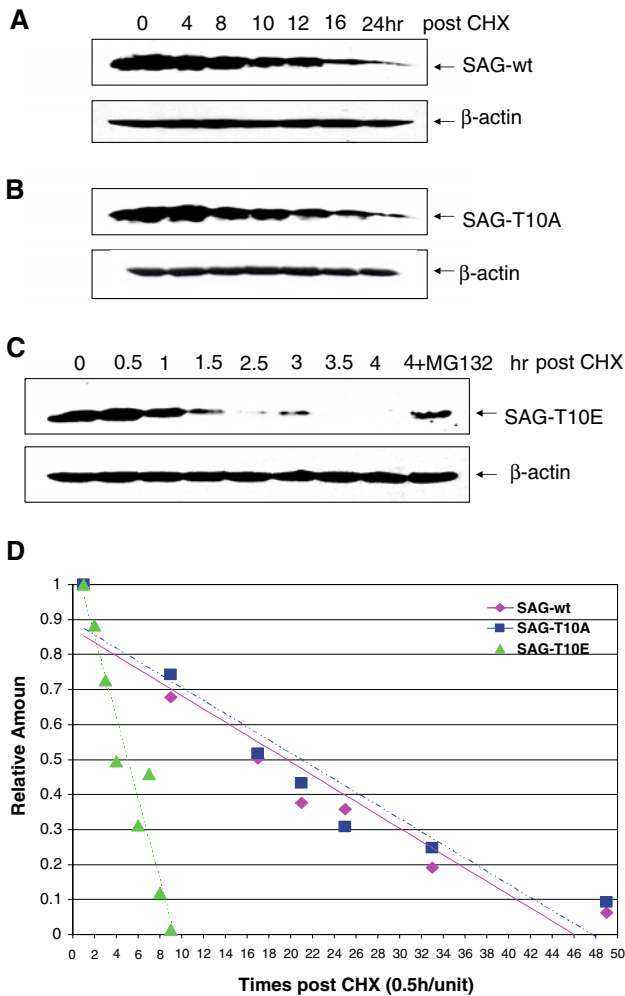 A
0 4 8 10 12 16 24hr post CHX
SAG-wt
β-actin
B
SAG-T10A
β-actin
C
0 0.5 1 1.5 2.5 3 3.5 4 4+MG132 hr post CHX
SAG-T10E
β-actin
D
1
0.9
0.8
0.7
0.6
0.5
0.4
0.3
0.2
0.1
0
Relative Amoun
SAG-wt
SAG-T10A
SAG-T10E
0 2 4 6 8 10 12 14 16 18 20 22 24 26 28 30 32 34 36 38 40 42 44 46 48 50
Times post CHX (0.5h/unit)